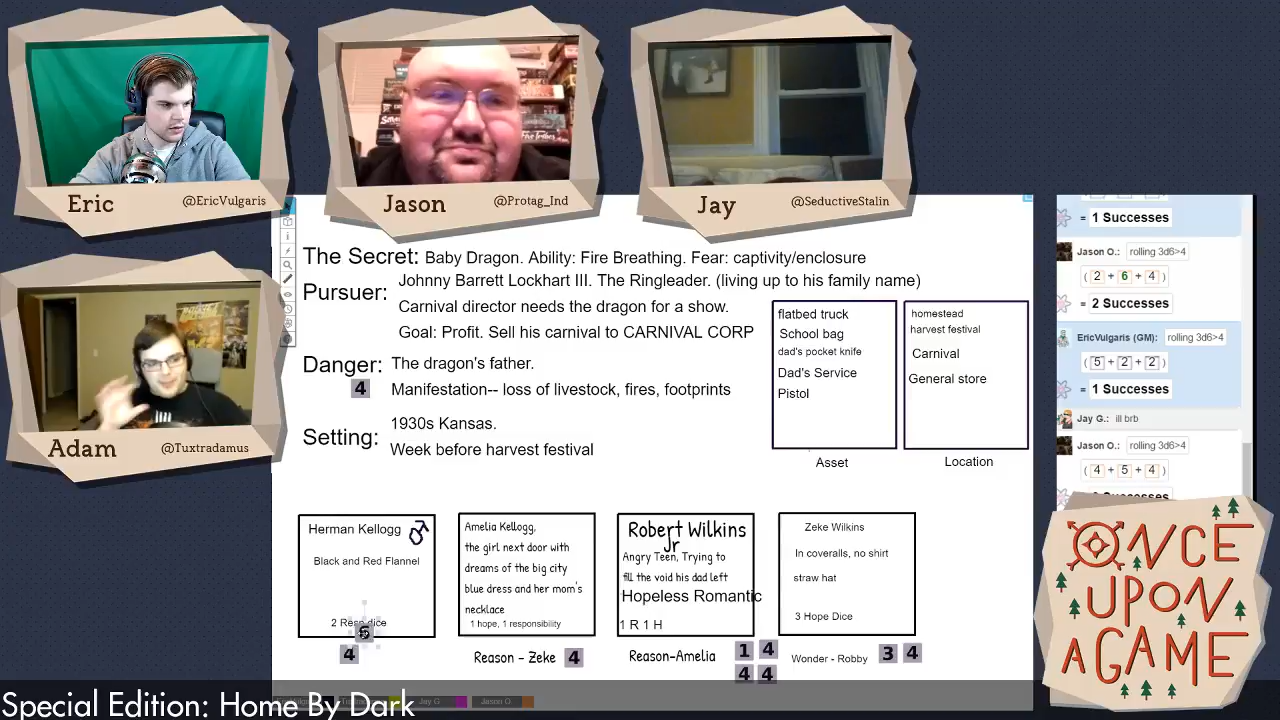 Eric
@EricVulgaris
Jason
@Protag_Ind
Jay
@SeductiveStalin
Adam
@Tuxtradamus
The Secret: Baby Dragon. Ability: Fire Breathing. Fear: captivity/enclosure
Pursuer: Johnny Barrett Lockhart III. The Ringleader. (living up to his family name)
Carnival director needs the dragon for a show.
Goal: Profit. Sell his carnival to CARNIVAL CORP
Danger: The dragon's father.
4 Manifestation-- loss of livestock, fires, footprints
Setting: 1930s Kansas.
Week before harvest festival
flatbed truck
School bag
dad's pocket knife
Dad's Service
Pistol
Asset
homestead
harvest festival
Carnival
General store
Location
Herman Kellogg
Black and Red Flannel
2 Resp dice
4
Amelia Kellogg,
the girl next door with
dreams of the big city
blue dress and her mom's
necklace
1 hope, 1 responsibility
Reason - Zeke 4
Robert Wilkins
Jr
Angry Teen, Trying to
fill the void his dad left
Hopeless Romantic
1 R 1 H
Reason-Amelia 1 4
4 4
Zeke Wilkins
In coveralls, no shirt
straw hat
3 Hope Dice
Wonder - Robby 3 4
= 1 Successes
Jason O.: rolling 3d6>4
(2+6+4)
= 2 Successes
EricVulgaris (GM): rolling 3d6>4
(5+2+2)
= 1 Successes
Jay G.: ill brb
Jason O.: rolling 3d6>4
(4+5+4)
ONCE
UPON
A GAME
Jay G
Jason O
Special Edition: Home By Dark